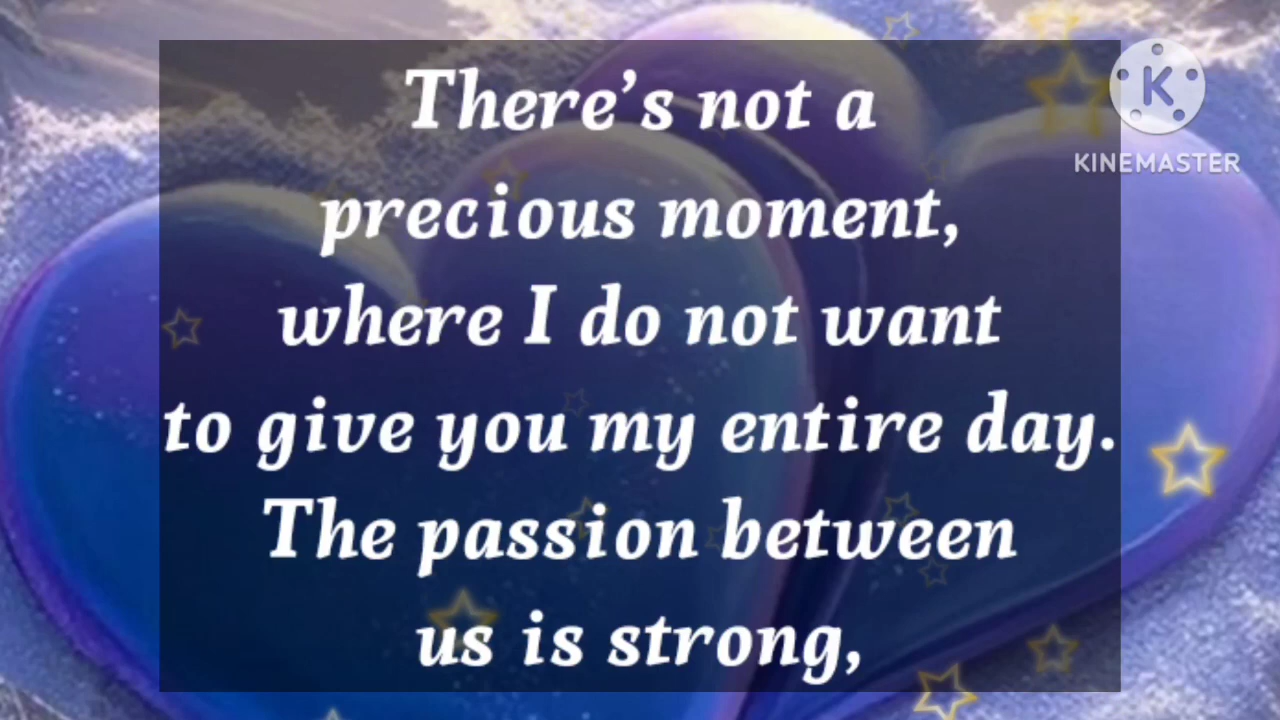 There’s not a
precious moment,
where I do not want
to give you my entire day.
The passion between
us is strong,
K
KINEMASTER